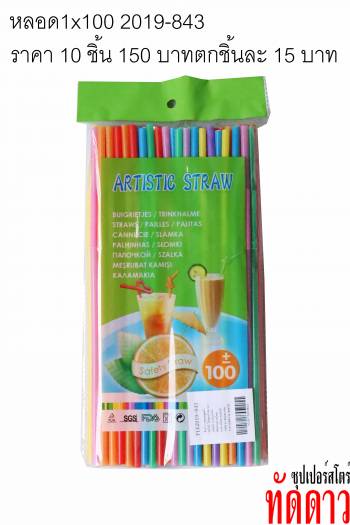 หลอด1x100 2019-843
ราคา 10 ชิ้น 150 บาทตกชิ้นละ 15 บาท
ARTISTIC STRAW
BUIGRIETJES / TRINKHALME
STRAWS / PAILLES / PAJITAS
CANNUCCE / SLAMKA
PALHINHAS / SŁOMKI
ПАЛОЧКОЙ / SZALKA
MEŞRUBAT KAMIŞI
ΚΑΛΑΜΑΚΙΑ
±
100
Safety Straw
SGS FDA
ซุปเปอร์สโตร์
ทัดดาว